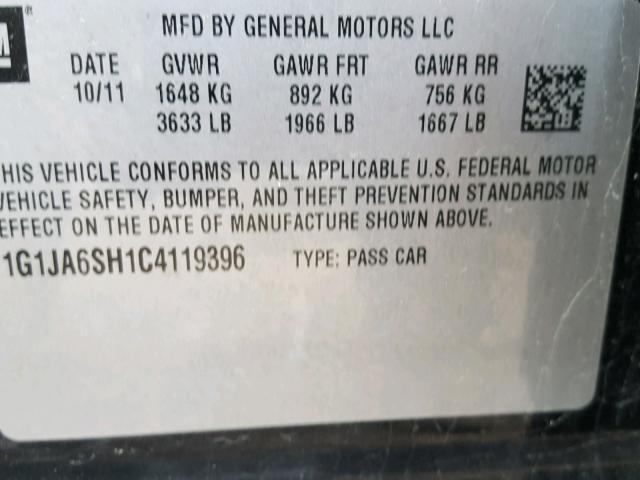 ®
MFD BY GENERAL MOTORS LLC
DATE GVWR GAWR FRT GAWR RR
10/11 1648 KG 892 KG 756 KG
3633 LB 1966 LB 1667 LB
THIS VEHICLE CONFORMS TO ALL APPLICABLE U.S. FEDERAL MOTOR
VEHICLE SAFETY, BUMPER, AND THEFT PREVENTION STANDARDS IN
EFFECT ON THE DATE OF MANUFACTURE SHOWN ABOVE.
1G1JA6SH1C4119396 TYPE: PASS CAR